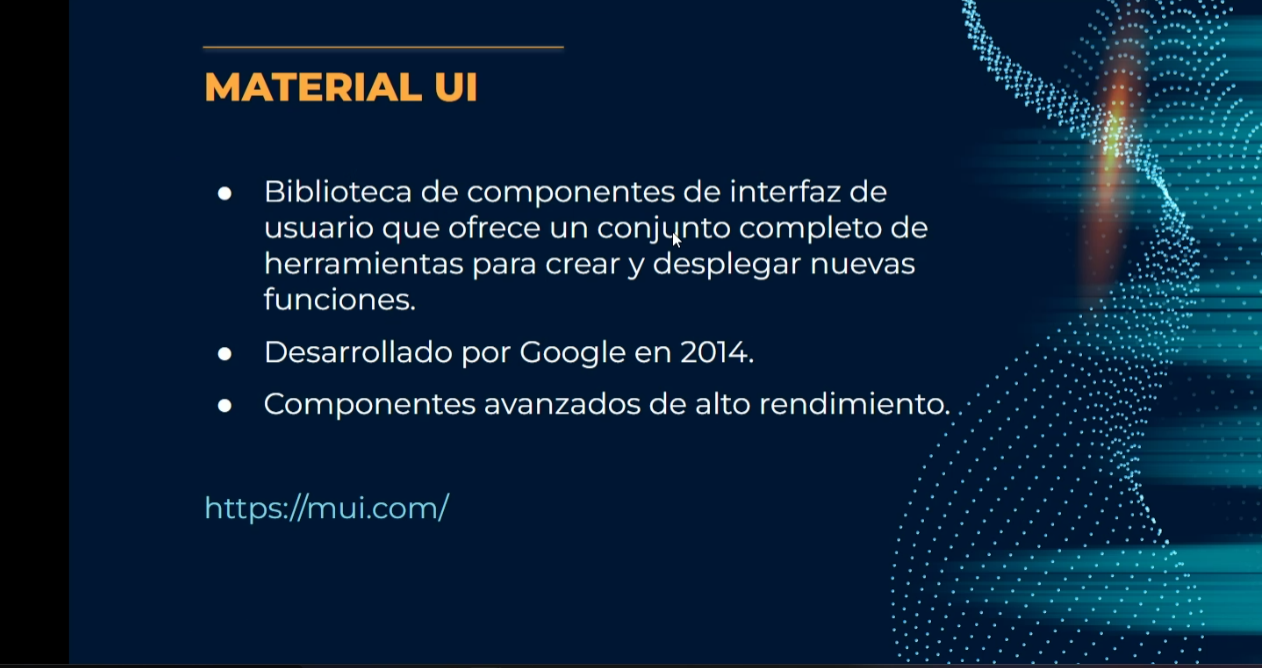 MATERIAL UI
● Biblioteca de componentes de interfaz de
usuario que ofrece un conjunto completo de
herramientas para crear y desplegar nuevas
funciones.
● Desarrollado por Google en 2014.
● Componentes avanzados de alto rendimiento.
https://mui.com/